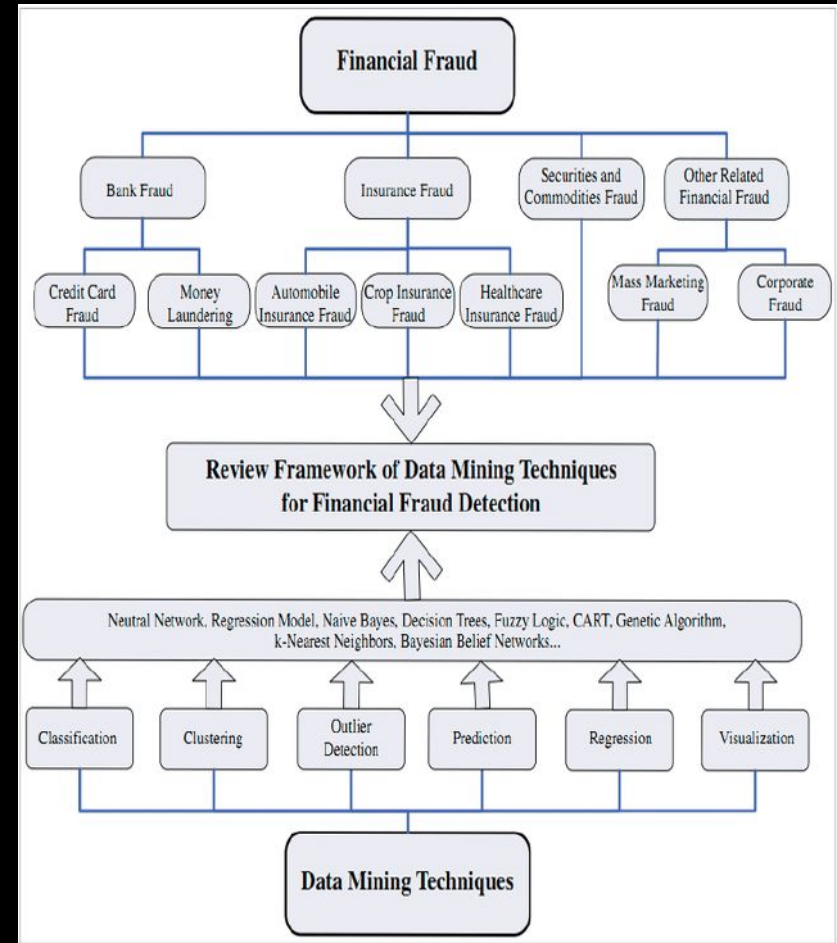 Financial Fraud
Bank Fraud
Insurance Fraud
Securities and
Commodities Fraud
Other Related
Financial Fraud
Credit Card
Fraud
Money
Laundering
Automobile
Insurance Fraud
Crop Insurance
Fraud
Healthcare
Insurance Fraud
Mass Marketing
Fraud
Corporate
Fraud
Review Framework of Data Mining Techniques
for Financial Fraud Detection
Neutral Network, Regression Model, Naive Bayes, Decision Trees, Fuzzy Logic, CART, Genetic Algorithm,
k-Nearest Neighbors, Bayesian Belief Networks...
Classification
Clustering
Outlier
Detection
Prediction
Regression
Visualization
Data Mining Techniques